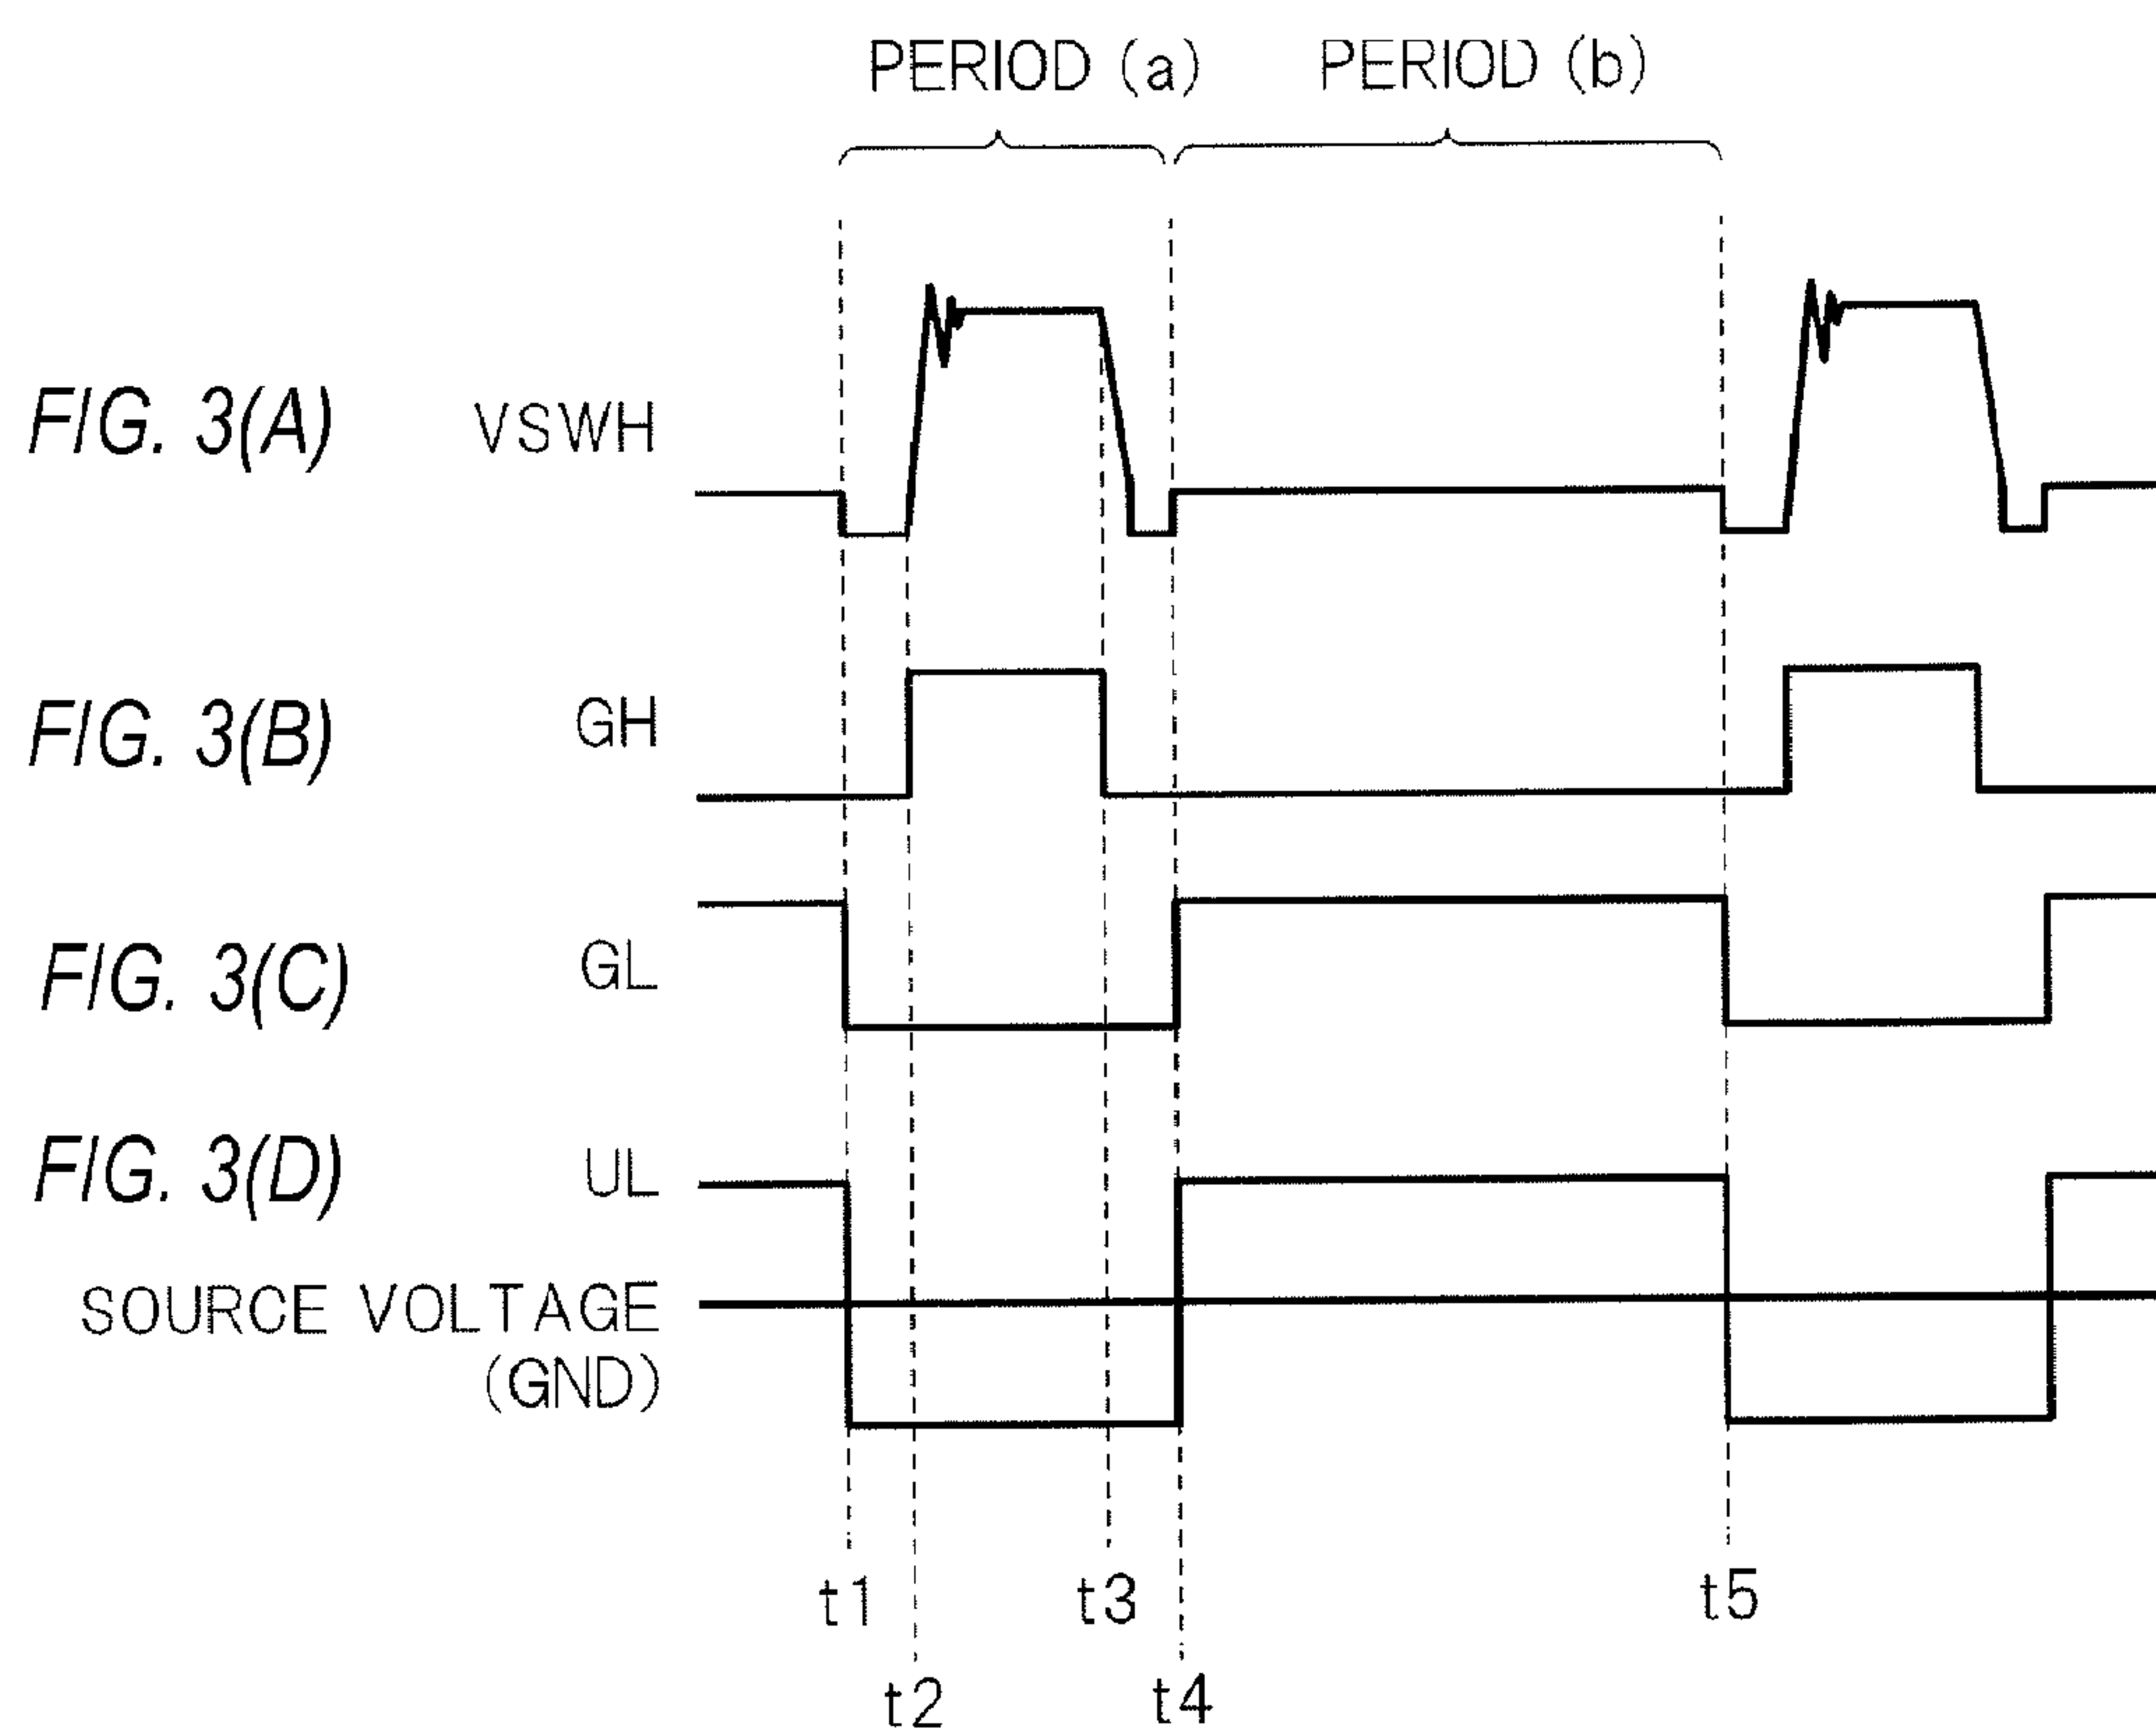 PERIOD (a) PERIOD (b)
FIG. 3(A) VSWH
FIG. 3(B) GH
FIG. 3(C) GL
FIG. 3(D) UL
SOURCE VOLTAGE
(GND)
t1 t3 t5
t2 t4